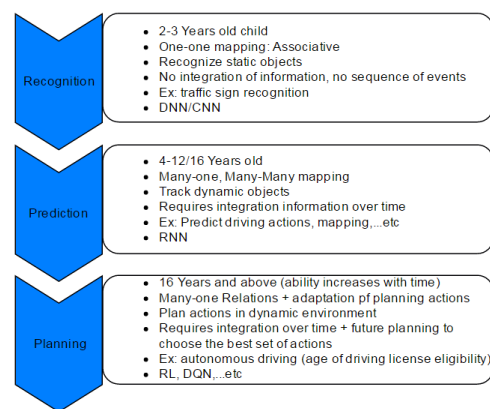 Recognition
2-3 Years old child
One-one mapping: Associative
Recognize static objects
No integration of information, no sequence of events
Ex: traffic sign recognition
DNN/CNN
Prediction
4-12/16 Years old
Many-one, Many-Many mapping
Track dynamic objects
Requires integration information over time
Ex: Predict driving actions, mapping,...etc
RNN
Planning
16 Years and above (ability increases with time)
Many-one Relations + adaptation pf planning actions
Plan actions in dynamic environment
Requires integration over time + future planning to
choose the best set of actions
Ex: autonomous driving (age of driving license eligibility)
RL, DQN,...etc